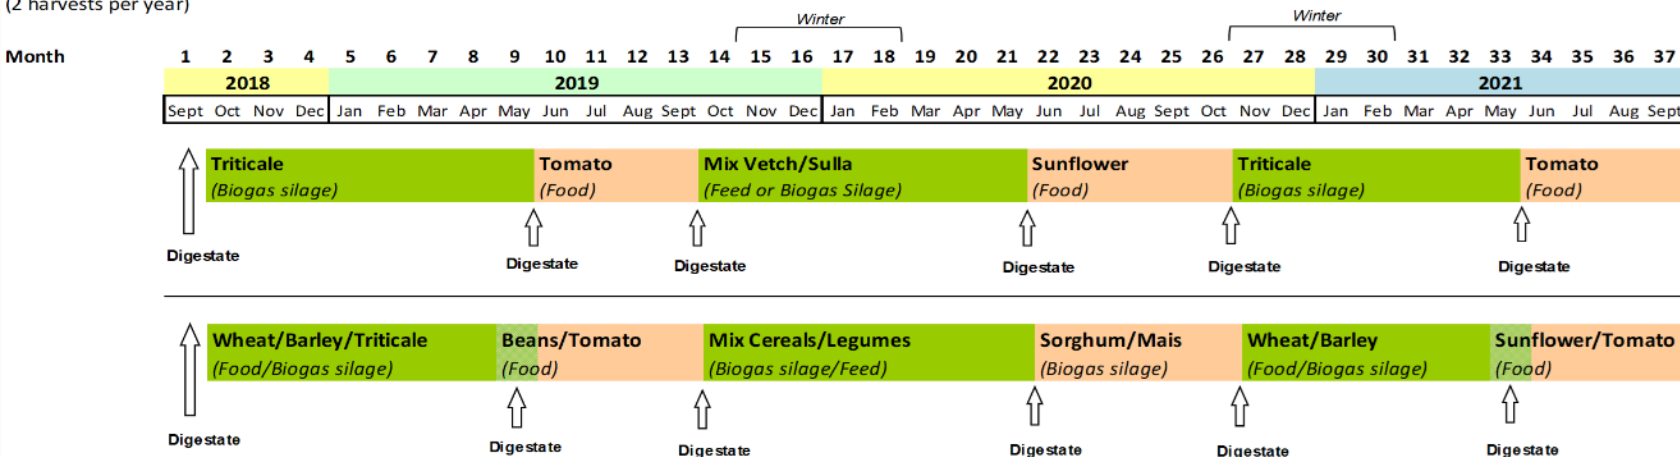 (2 harvests per year)
Winter Winter
Month 1 2 3 4 5 6 7 8 9 10 11 12 13 14 15 16 17 18 19 20 21 22 23 24 25 26 27 28 29 30 31 32 33 34 35 36 37
2018 2019 2020 2021
Sept Oct Nov Dec Jan Feb Mar Apr May Jun Jul Aug Sept Oct Nov Dec Jan Feb Mar Apr May Jun Jul Aug Sept Oct Nov Dec Jan Feb Mar Apr May Jun Jul Aug Sept
Triticale Tomato Mix Vetch/Sulla Sunflower Triticale Tomato
(Biogas silage) (Food) (Feed or Biogas Silage) (Food) (Biogas silage) (Food)
Digestate Digestate Digestate Digestate Digestate Digestate
Wheat/Barley/Triticale Beans/Tomato Mix Cereals/Legumes Sorghum/Mais Wheat/Barley Sunflower/Tomato
(Food/Biogas silage) (Food) (Biogas silage/Feed) (Biogas silage) (Food/Biogas silage) (Food)
Digestate Digestate Digestate Digestate Digestate Digestate